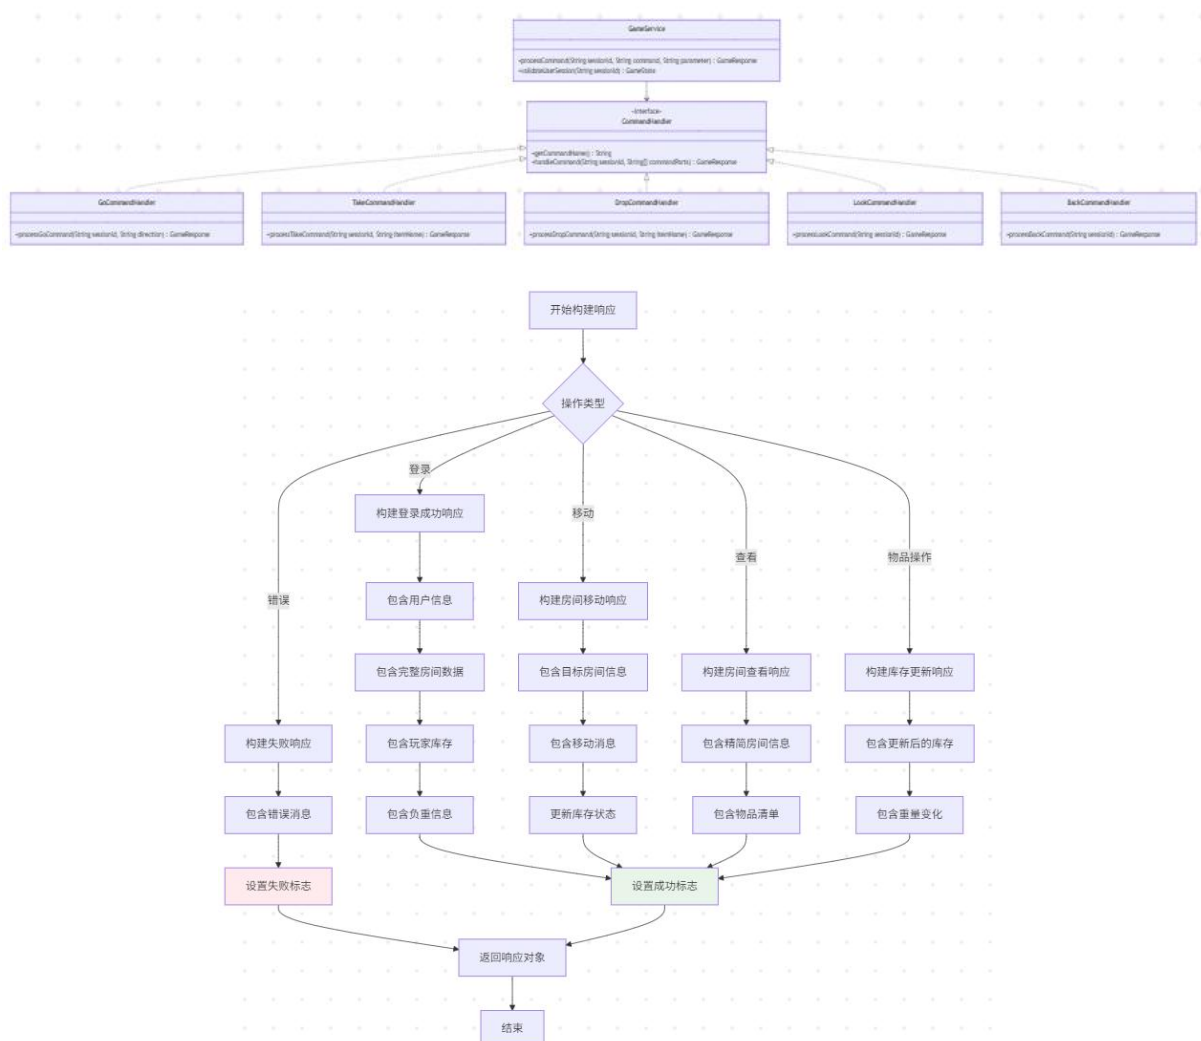 GameService
+processCommand(String sessionId, String command, String parameter) : GameResponse
+validateUserSession(String sessionId) : GameState
«interface»
CommandHandler
+getCommandName() : String
+handleCommand(String sessionId, String[] commandParts) : GameResponse
GoCommandHandler
+processGoCommand(String sessionId, String direction) : GameResponse
TakeCommandHandler
+processTakeCommand(String sessionId, String itemName) : GameResponse
DropCommandHandler
+processDropCommand(String sessionId, String itemName) : GameResponse
LookCommandHandler
+processLookCommand(String sessionId) : GameResponse
BackCommandHandler
+processBackCommand(String sessionId) : GameResponse
开始构建响应
操作类型
登录
构建登录成功响应
移动
查看
物品操作
错误
包含用户信息
构建房间移动响应
包含完整房间数据
包含目标房间信息
构建房间查看响应
构建库存更新响应
构建失败响应
包含玩家库存
包含移动消息
包含精简房间信息
包含更新后的库存
包含错误消息
包含负重信息
更新库存状态
包含物品清单
包含重量变化
设置失败标志
设置成功标志
返回响应对象
结束